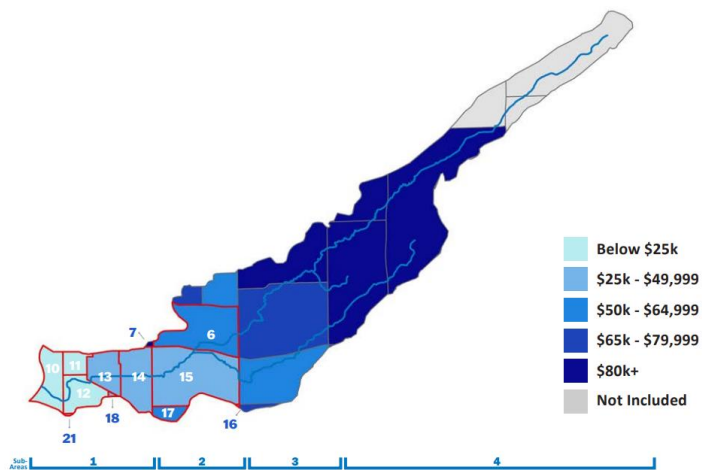 Below $25k
$25k - $49,999
$50k - $64,999
$65k - $79,999
$80k+
Not Included
7
6
10
11
13
14
15
12
18
17
16
21
Sub-
Areas
1
2
3
4